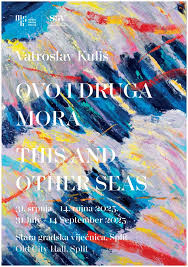 Vatroslav Kuliš
OVO I DRUGA
MORA
THIS AND
OTHER SEAS
31. srpnja – 14. rujna 2025.
31 July – 14 September 2025
Stara gradska vijećnica, Split
Old City Hall, Split